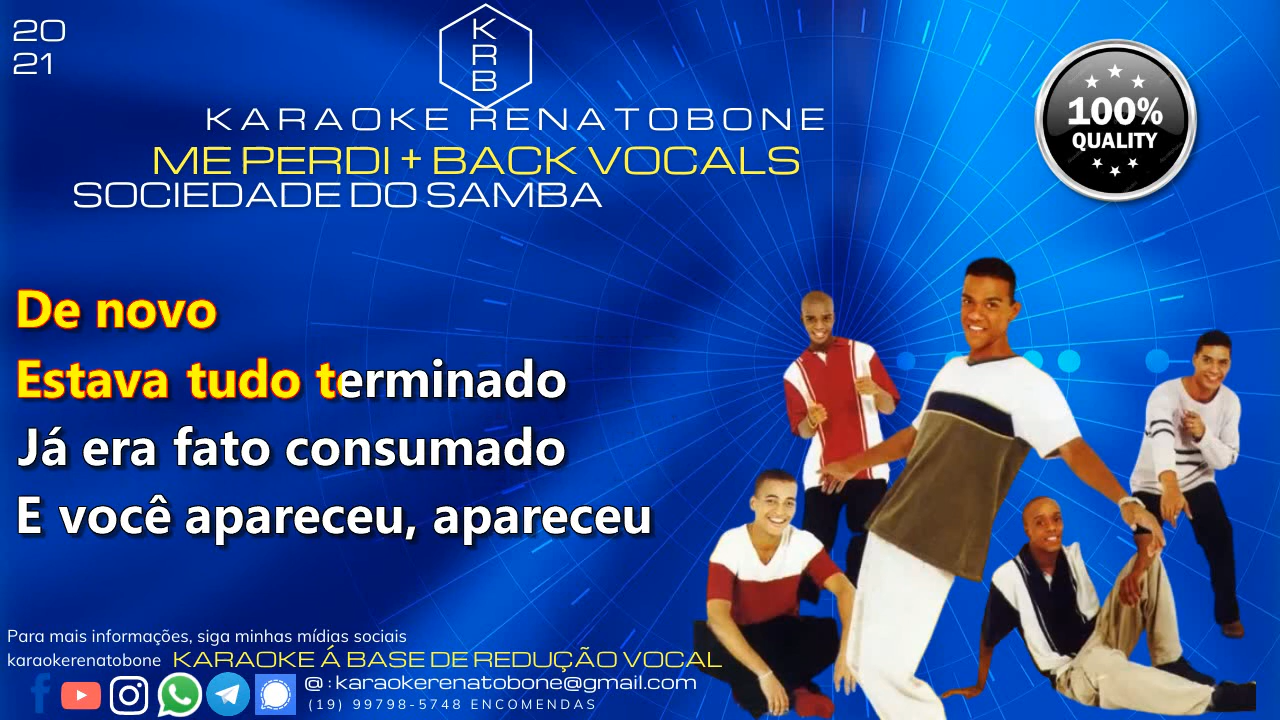 20
21
K
R
B
KARAOKE RENATOBONE
ME PERDI + BACK VOCALS
SOCIEDADE DO SAMBA
100%
QUALITY
De novo
Estava tudo terminado
Já era fato consumado
E você apareceu, apareceu
Para mais informações, siga minhas mídias sociais
karaokerenatobone KARAOKE Á BASE DE REDUÇÃO VOCAL
@:karaokerenatobone@gmail.com
(19) 99798-5748 ENCOMENDAS